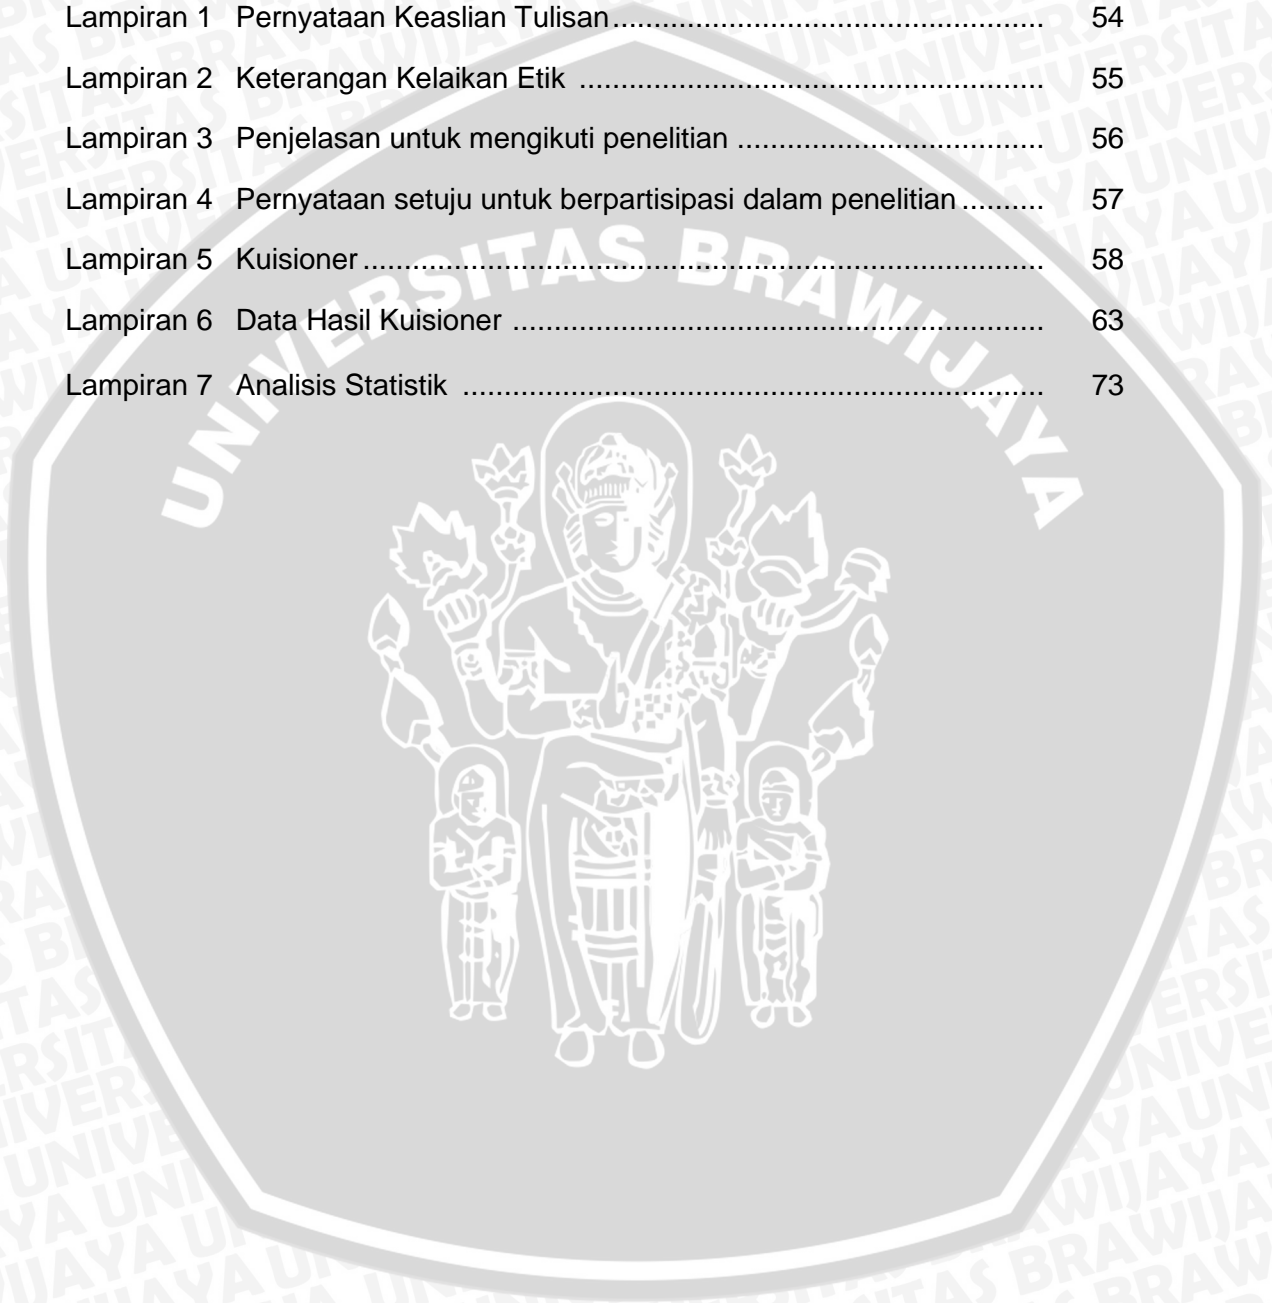 Lampiran 1 Pernyataan Keaslian Tulisan.................................................... 54
Lampiran 2 Keterangan Kelaikan Etik ........................................................ 55
Lampiran 3 Penjelasan untuk mengikuti penelitian ..................................... 56
Lampiran 4 Pernyataan setuju untuk berpartisipasi dalam penelitian .......... 57
Lampiran 5 Kuisioner .................................................................................. 58
Lampiran 6 Data Hasil Kuisioner ................................................................ 63
Lampiran 7 Analisis Statistik ...................................................................... 73
UNIVERSITAS BRAWIJAYA